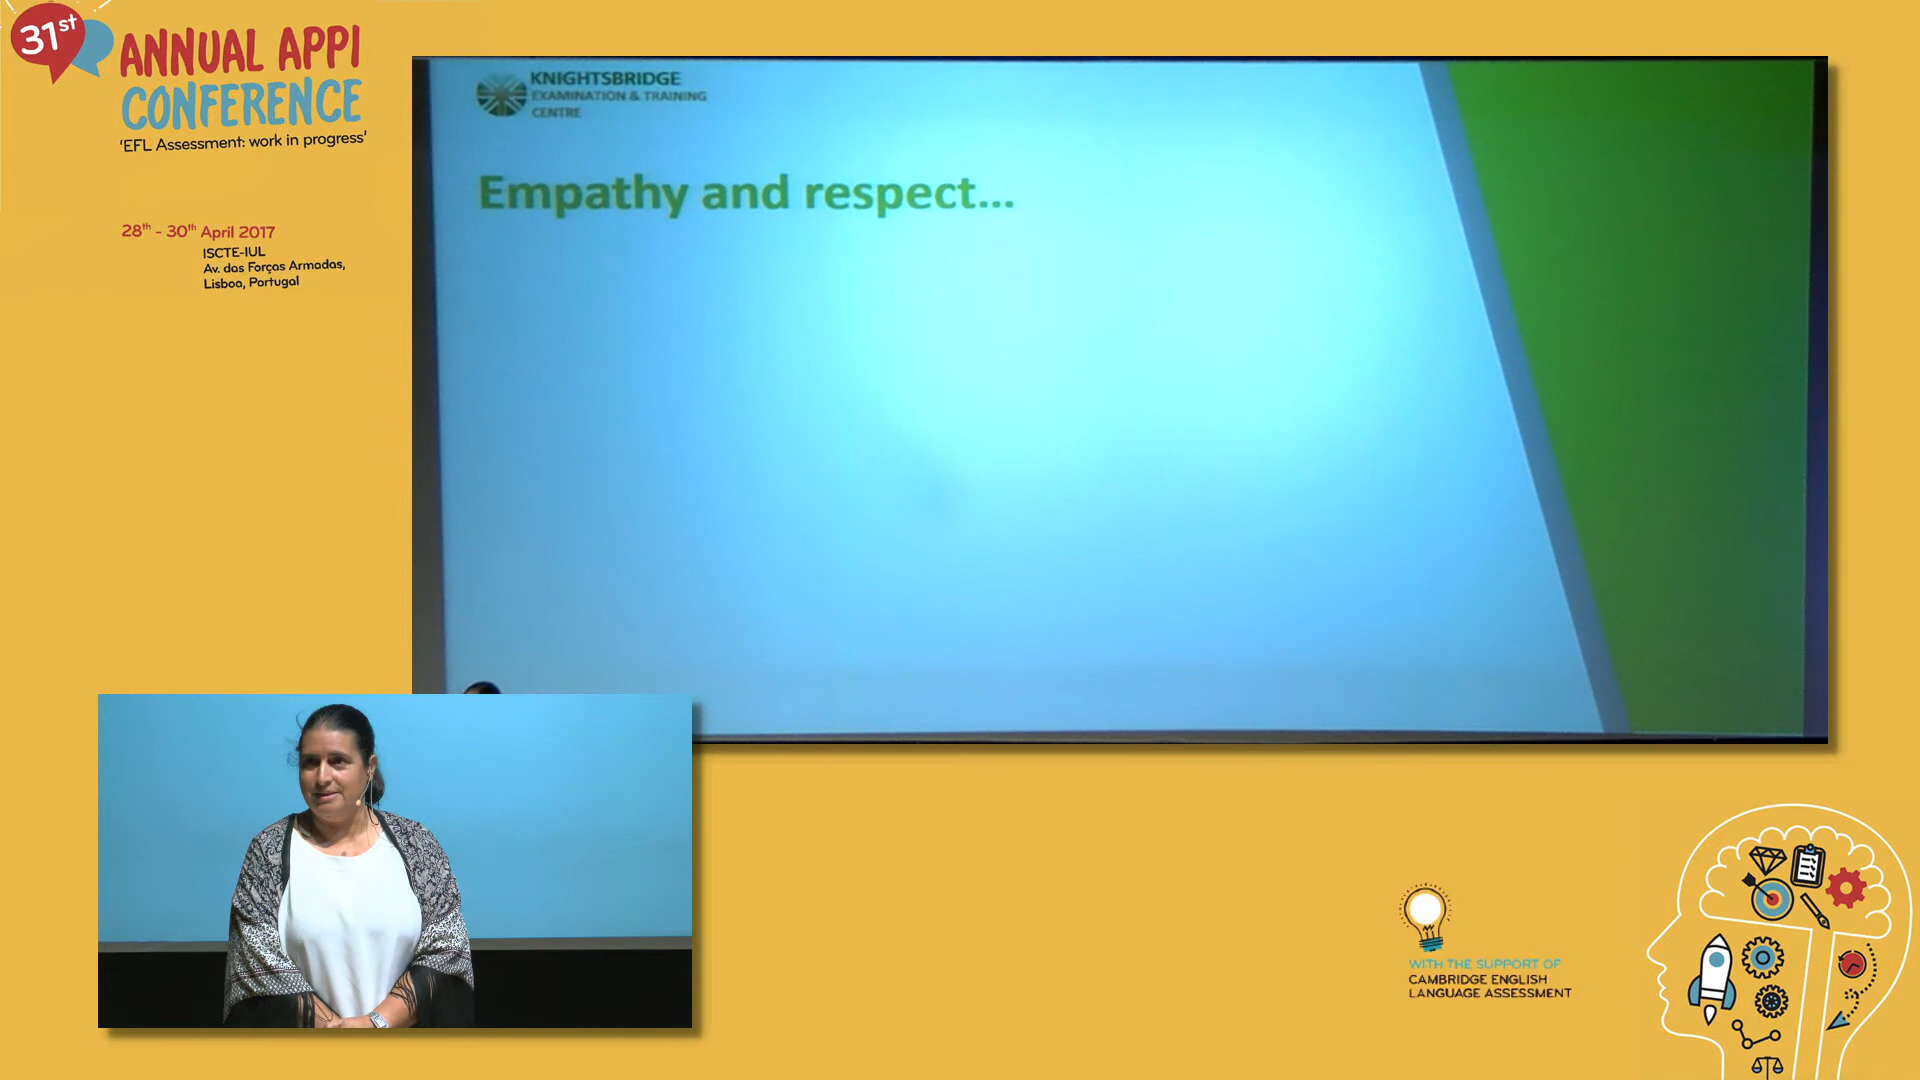 31st
ANNUAL APPI
CONFERENCE
'EFL Assessment: work in progress'
28th - 30th April 2017
ISCTE-IUL
Av. das Forças Armadas,
Lisboa, Portugal
KNIGHTSBRIDGE
EXAMINATION & TRAINING
CENTRE
Empathy and respect...
WITH THE SUPPORT OF
CAMBRIDGE ENGLISH
LANGUAGE ASSESSMENT